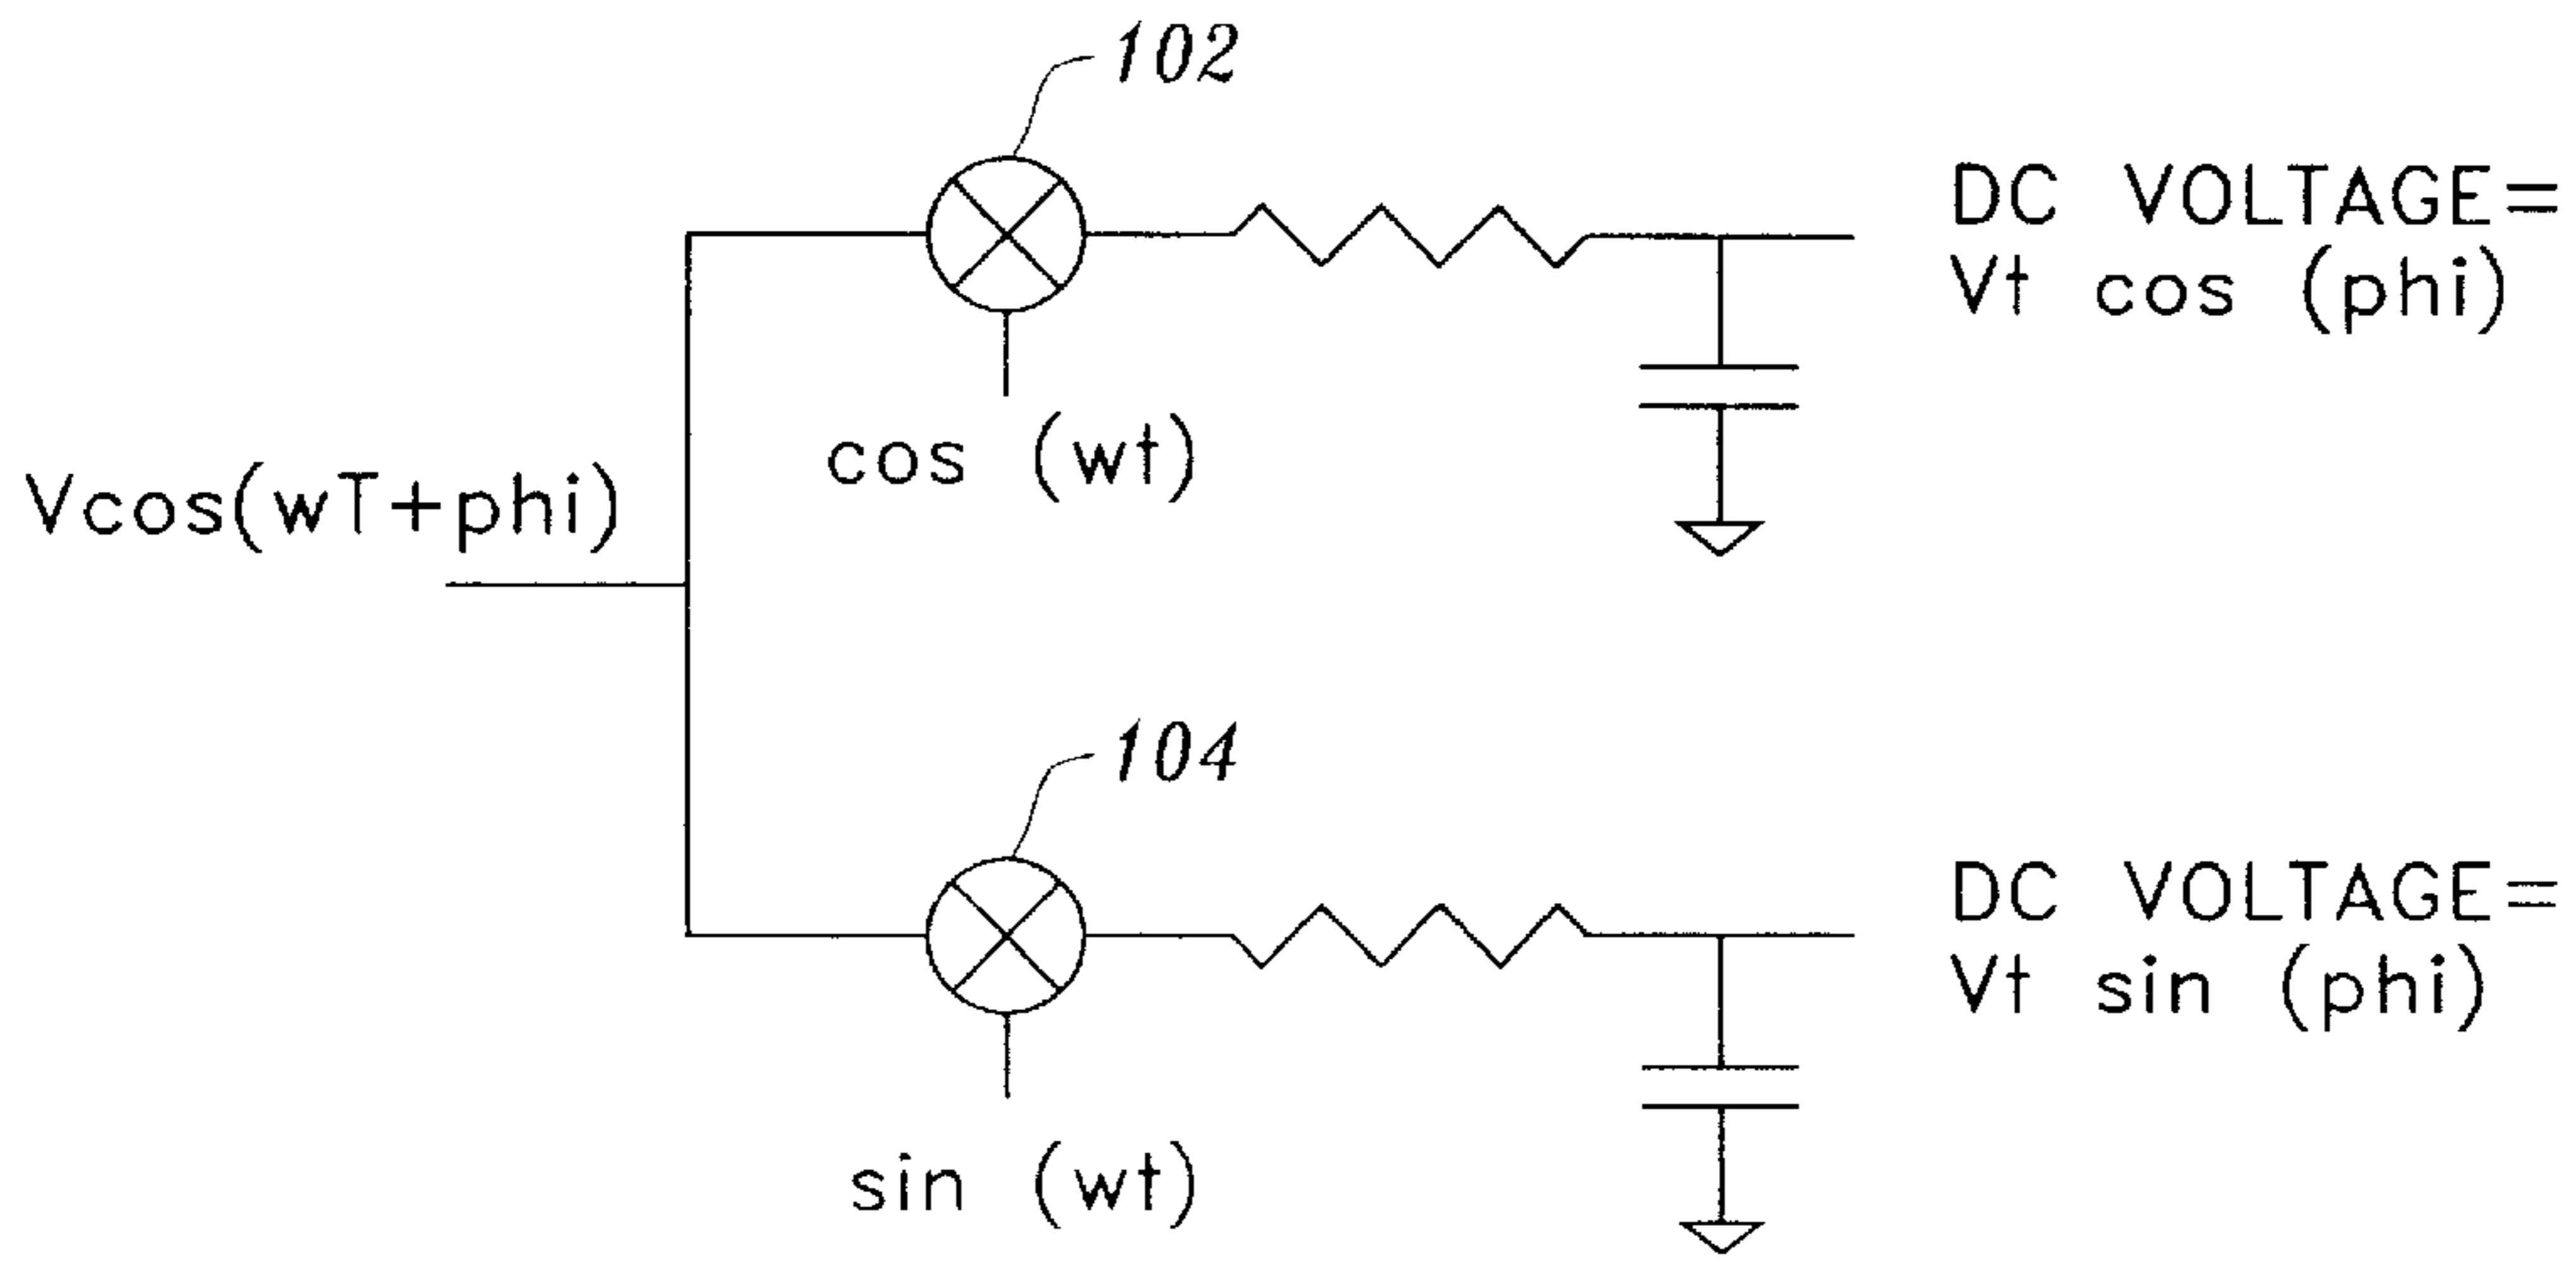 102
DC VOLTAGE=
Vt cos (phi)
cos (wt)
Vcos(wT+phi)
104
DC VOLTAGE=
Vt sin (phi)
sin (wt)